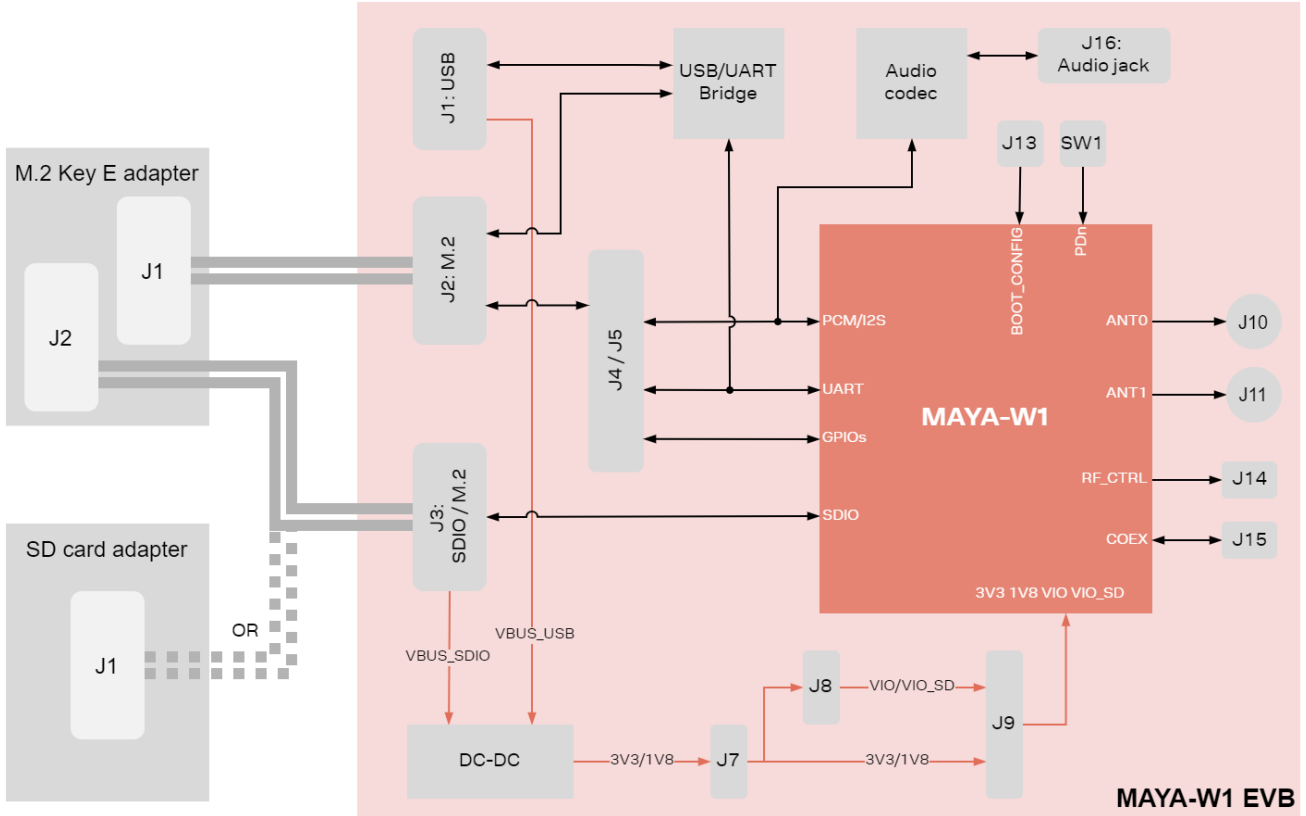 M.2 Key E adapter
J1
J2
SD card adapter
J1
OR
J1: USB
J2: M.2
J3:
SDIO / M.2
USB/UART
Bridge
Audio
codec
J16:
Audio jack
J13
SW1
J4 / J5
BOOT_CONFIG
PDn
PCM/I2S
UART
GPIOs
SDIO
MAYA-W1
ANT0
ANT1
RF_CTRL
COEX
3V3 1V8 VIO VIO_SD
J10
J11
J14
J15
VBUS_SDIO
VBUS_USB
DC-DC
3V3/1V8
J7
J8
VIO/VIO_SD
3V3/1V8
J9
MAYA-W1 EVB